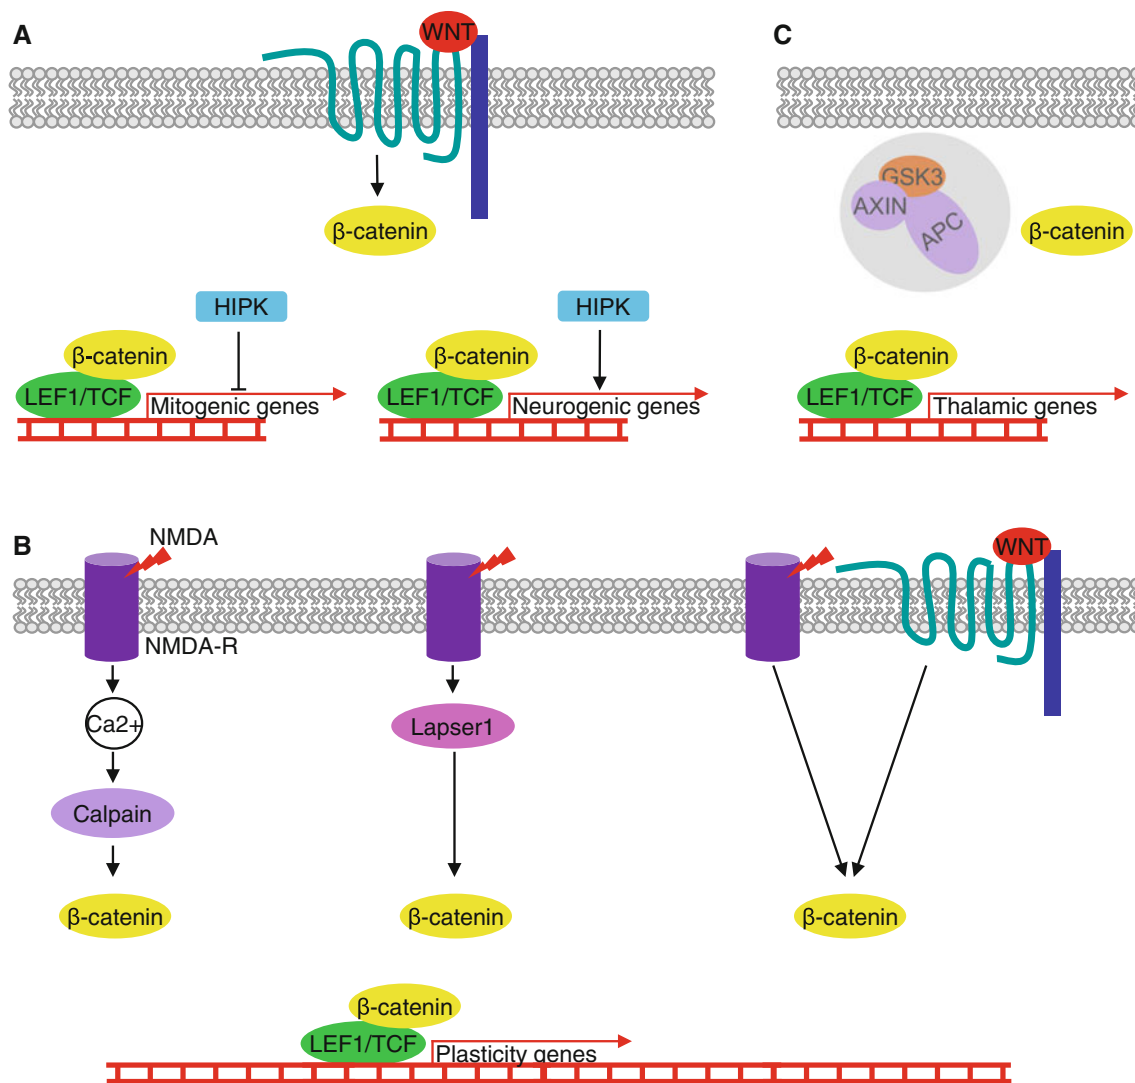 A
WNT
β-catenin
HIPK
β-catenin
LEF1/TCF
Mitogenic genes
HIPK
β-catenin
LEF1/TCF
Neurogenic genes
C
GSK3
AXIN
APC
β-catenin
β-catenin
LEF1/TCF
Thalamic genes
B
NMDA
NMDA-R
Ca2+
Calpain
β-catenin
Lapser1
β-catenin
WNT
β-catenin
β-catenin
LEF1/TCF
Plasticity genes